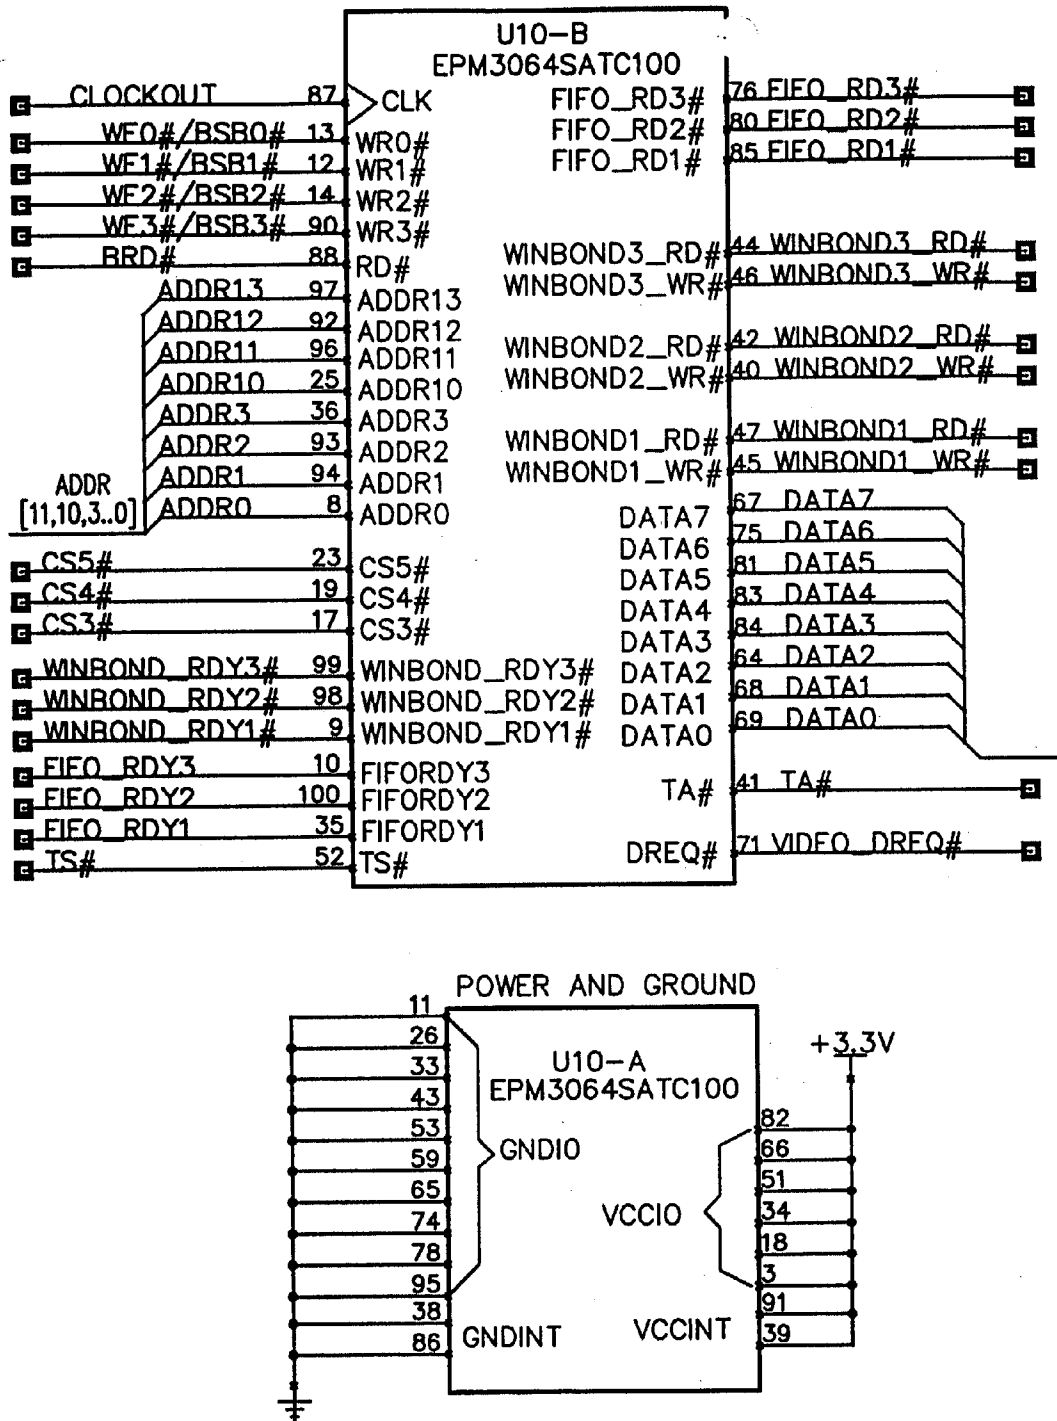 U10-B
EPM3064SATC100
CLOCKOUT 87 CLK FIFO_RD3# 76 FIFO_RD3#
WE0#/BSB0# 13 WR0# FIFO_RD2# 80 FIFO_RD2#
WE1#/BSB1# 12 WR1# FIFO_RD1# 85 FIFO_RD1#
WE2#/BSB2# 14 WR2#
WE3#/BSB3# 90 WR3# WINBOND3_RD# 44 WINBOND3_RD#
BRD# 88 RD# WINBOND3_WR# 46 WINBOND3_WR#
ADDR13 97 ADDR13
ADDR12 92 ADDR12 WINBOND2_RD# 42 WINBOND2_RD#
ADDR11 96 ADDR11 WINBOND2_WR# 40 WINBOND2_WR#
ADDR10 25 ADDR10
ADDR3 36 ADDR3 WINBOND1_RD# 47 WINBOND1_RD#
ADDR2 93 ADDR2 WINBOND1_WR# 45 WINBOND1_WR#
ADDR1 94 ADDR1
ADDR0 8 ADDR0 DATA7 67 DATA7
ADDR
[11,10,3..0]
DATA6 75 DATA6
CS5# 23 CS5# DATA5 81 DATA5
CS4# 19 CS4# DATA4 83 DATA4
CS3# 17 CS3# DATA3 84 DATA3
WINBOND_RDY3# 99 WINBOND_RDY3# DATA2 64 DATA2
WINBOND_RDY2# 98 WINBOND_RDY2# DATA1 68 DATA1
WINBOND_RDY1# 9 WINBOND_RDY1# DATA0 69 DATA0
FIFO_RDY3 10 FIFORDY3 TA# 41 TA#
FIFO_RDY2 100 FIFORDY2
FIFO_RDY1 35 FIFORDY1 DREQ# 71 VIDEO_DREQ#
TS# 52 TS#
POWER AND GROUND
U10-A
EPM3064SATC100
11
26
33
43
53
59
65
74
78
95
38
86
GNDIO
GNDINT
VCCIO
VCCINT
+3.3V
82
66
51
34
18
3
91
39